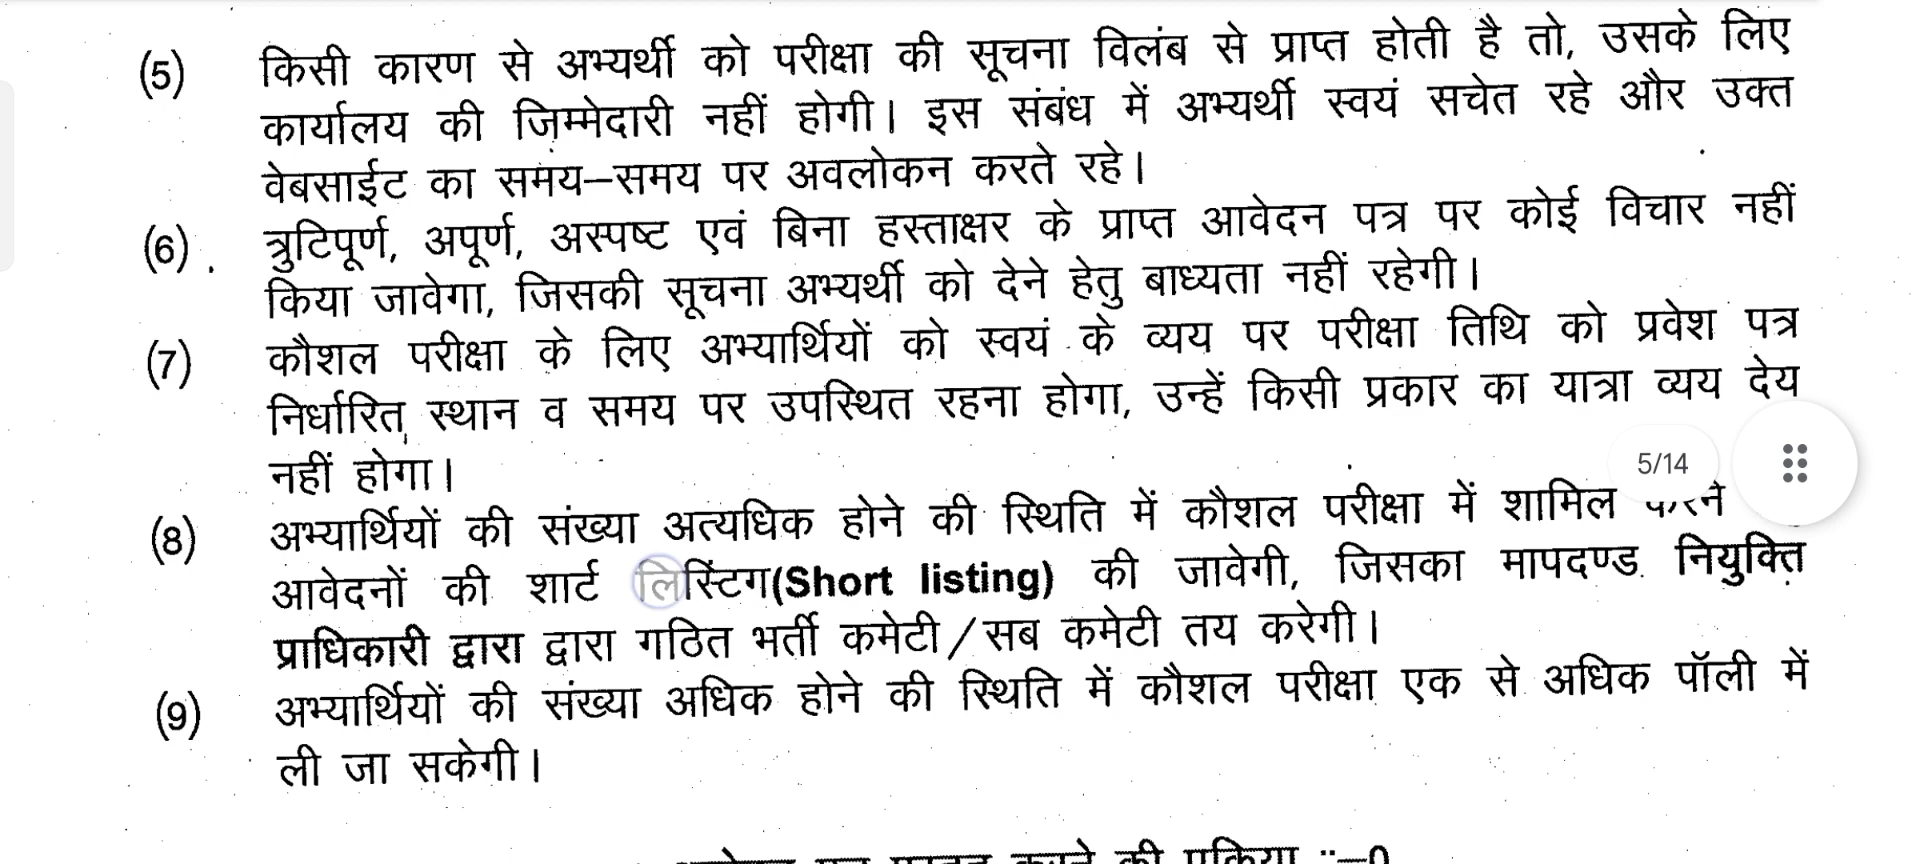 (5) किसी कारण से अभ्यर्थी को परीक्षा की सूचना विलंब से प्राप्त होती है तो, उसके लिए
कार्यालय की जिम्मेदारी नहीं होगी। इस संबंध में अभ्यर्थी स्वयं सचेत रहे और उक्त
वेबसाईट का समय–समय पर अवलोकन करते रहे।
(6) त्रुटिपूर्ण, अपूर्ण, अस्पष्ट एवं बिना हस्ताक्षर के प्राप्त आवेदन पत्र पर कोई विचार नहीं
किया जावेगा, जिसकी सूचना अभ्यर्थी को देने हेतु बाध्यता नहीं रहेगी।
(7) कौशल परीक्षा के लिए अभ्यार्थियों को स्वयं के व्यय पर परीक्षा तिथि को प्रवेश पत्र
निर्धारित स्थान व समय पर उपस्थित रहना होगा, उन्हें किसी प्रकार का यात्रा व्यय देय
नहीं होगा।
5/14
(8) अभ्यार्थियों की संख्या अत्यधिक होने की स्थिति में कौशल परीक्षा में शामिल
आवेदनों की शार्ट लिस्टिंग(Short listing) की जावेगी, जिसका मापदण्ड नियुक्ति
प्राधिकारी द्वारा द्वारा गठित भर्ती कमेटी/सब कमेटी तय करेगी।
(9) अभ्यार्थियों की संख्या अधिक होने की स्थिति में कौशल परीक्षा एक से अधिक पॉली में
ली जा सकेगी।